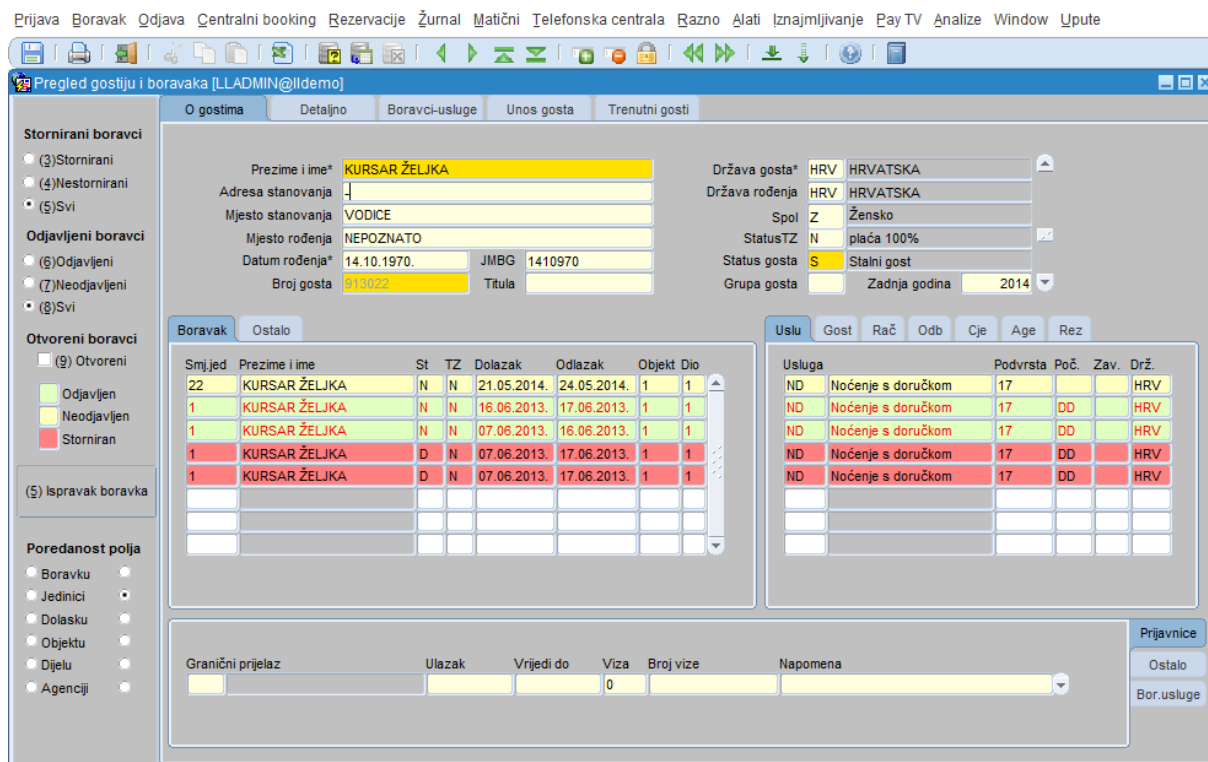 Prijava Boravak Odjava Centralni booking Rezervacije Žurnal Matični Telefonska centrala Razno Alati Iznajmljivanje Pay TV Analize Window Upute
Pregled gostiju i boravaka [LLADMIN@lldemo]
O gostima Detaljno Boravci-usluge Unos gosta Trenutni gosti
Stornirani boravci
(3)Stornirani
(4)Nestornirani
(5)Svi
Odjavljeni boravci
(6)Odjavljeni
(7)Neodjavljeni
(8)Svi
Otvoreni boravci
(9) Otvoreni
Odjavljen
Neodjavljen
Storniran
(5) Ispravak boravka
Poredanost polja
Boravku
Jedinici
Dolasku
Objektu
Dijelu
Agenciji
Prezime i ime* KURSAR ŽELJKA
Adresa stanovanja -
Mjesto stanovanja VODICE
Mjesto rođenja NEPOZNATO
Datum rođenja* 14.10.1970. JMBG 1410970
Broj gosta 913022 Titula
Država gosta* HRV HRVATSKA
Država rođenja HRV HRVATSKA
Spol Z Žensko
StatusTZ N plaća 100%
Status gosta S Stalni gost
Grupa gosta Zadnja godina 2014
Boravak Ostalo
Smj.jed Prezime i ime St TZ Dolazak Odlazak Objekt Dio
22 KURSAR ŽELJKA N N 21.05.2014. 24.05.2014. 1 1
1 KURSAR ŽELJKA N N 16.06.2013. 17.06.2013. 1 1
1 KURSAR ŽELJKA N N 07.06.2013. 16.06.2013. 1 1
1 KURSAR ŽELJKA D N 07.06.2013. 17.06.2013. 1 1
1 KURSAR ŽELJKA D N 07.06.2013. 17.06.2013. 1 1
Uslu Gost Rač Odb Cje Age Rez
Usluga Podvrsta Poč. Zav. Drž.
ND Noćenje s doručkom 17 HRV
ND Noćenje s doručkom 17 DD HRV
ND Noćenje s doručkom 17 DD HRV
ND Noćenje s doručkom 17 DD HRV
ND Noćenje s doručkom 17 DD HRV
Granični prijelaz Ulazak Vrijedi do Viza Broj vize Napomena
0
Prijavnice
Ostalo
Bor.usluge